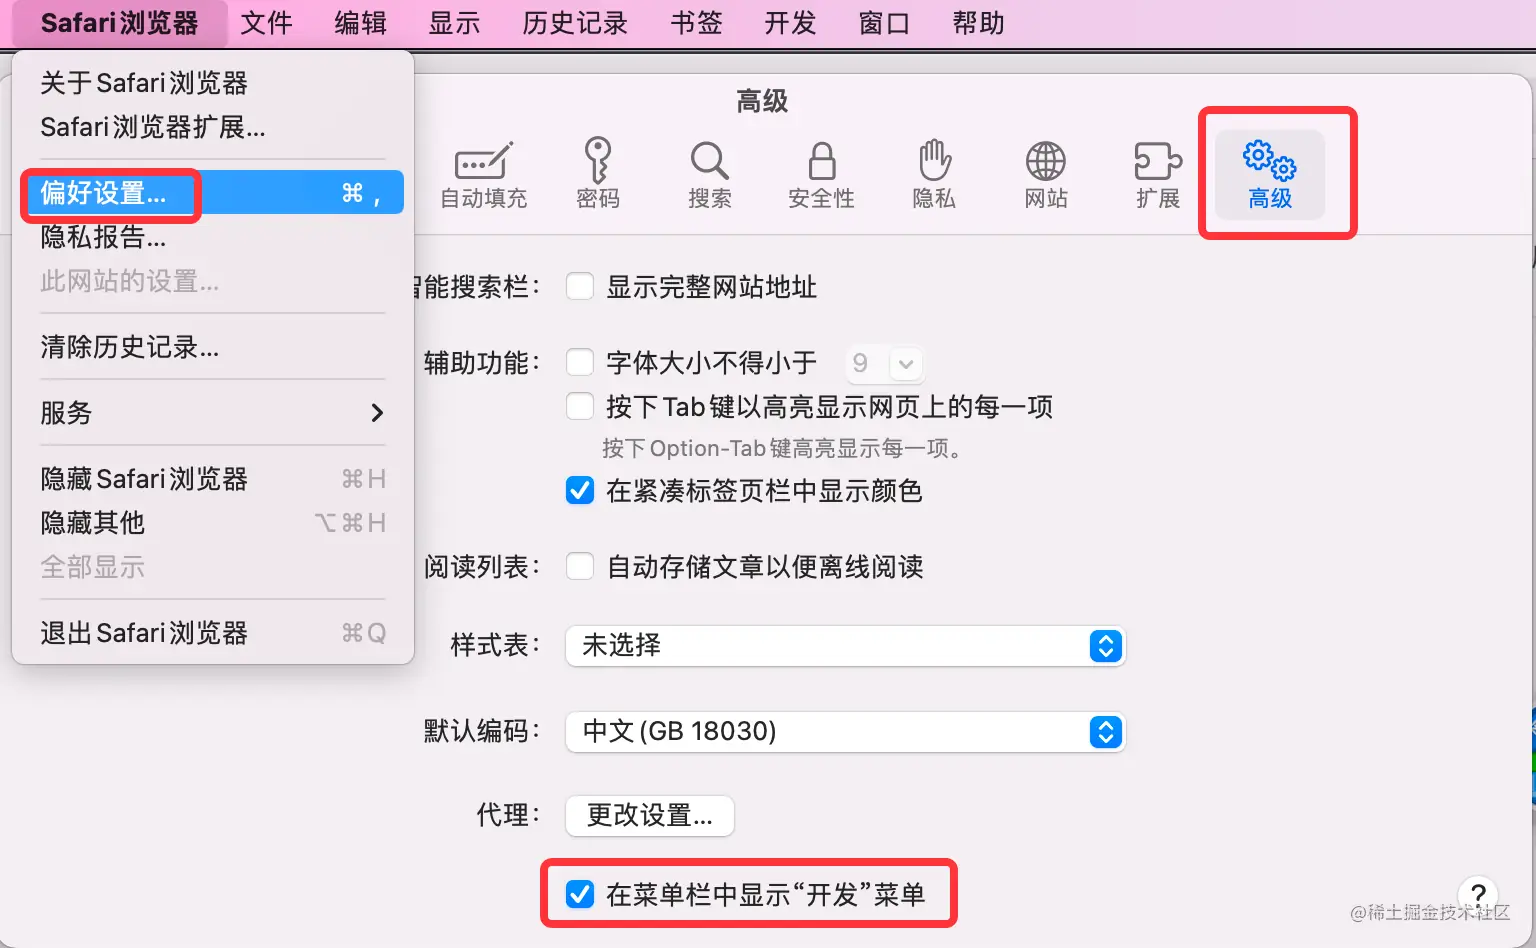 Safari浏览器 文件 编辑 显示 历史记录 书签 开发 窗口 帮助
关于Safari浏览器
Safari浏览器扩展...
偏好设置... ⌘ ,
隐私报告...
此网站的设置...
清除历史记录...
服务
隐藏Safari浏览器 ⌘H
隐藏其他 ⌥⌘H
全部显示
退出Safari浏览器 ⌘Q
高级
自动填充 密码 搜索 安全性 隐私 网站 扩展 高级
智能搜索栏： 显示完整网站地址
辅助功能： 字体大小不得小于 9
按下Tab键以高亮显示网页上的每一项
按下Option-Tab键高亮显示每一项。
在紧凑标签页栏中显示颜色
阅读列表： 自动存储文章以便离线阅读
样式表： 未选择
默认编码： 中文(GB 18030)
代理： 更改设置...
在菜单栏中显示“开发”菜单
?
@稀土掘金技术社区